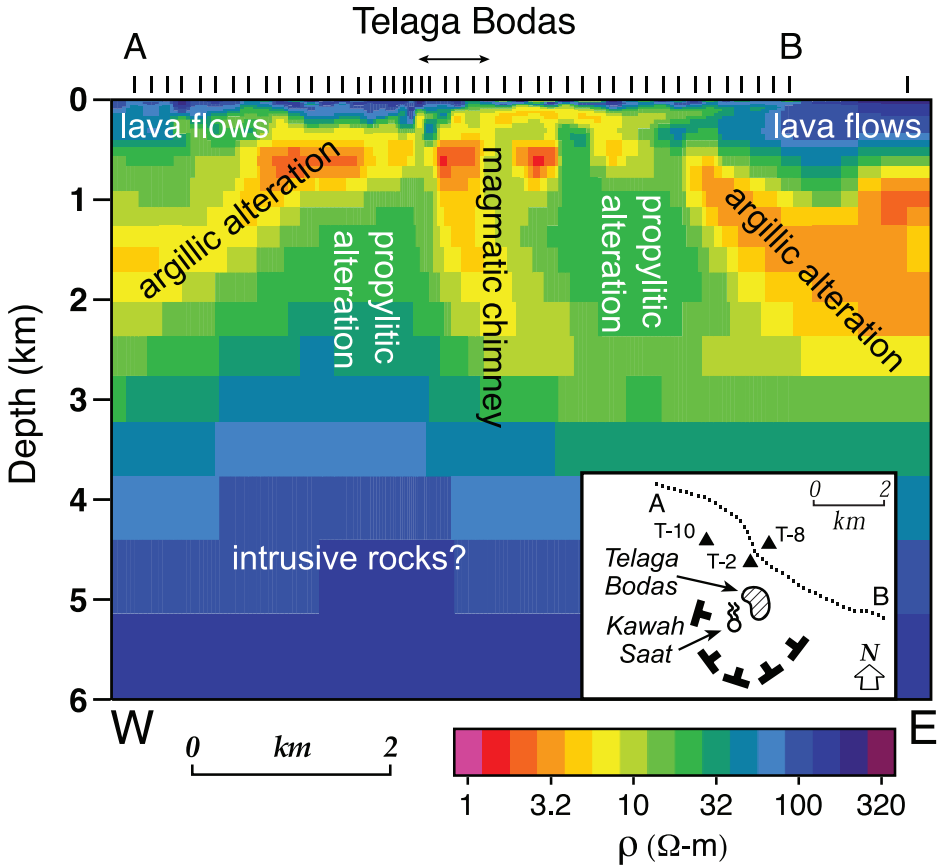 Telaga Bodas
A
B
0
1
2
3
4
5
6
Depth (km)
lava flows
lava flows
argillic alteration
propylitic
alteration
magmatic chimney
propylitic
alteration
argillic alteration
intrusive rocks?
0 2
km
A
T-10
T-8
T-2
Telaga
Bodas
B
Kawah
Saat
N
W
E
0 km 2
1 3.2 10 32 100 320
ρ (Ω-m)